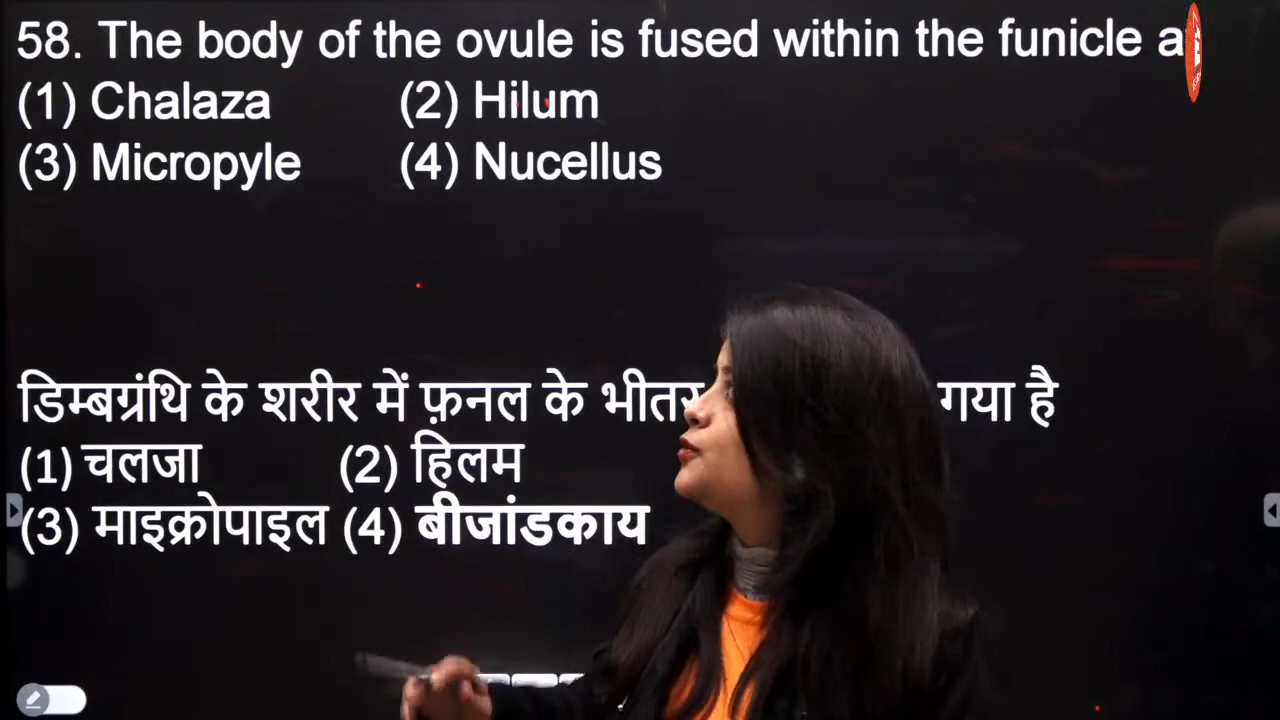 58. The body of the ovule is fused within the funicle a
(1) Chalaza (2) Hilum
(3) Micropyle (4) Nucellus
डिम्बग्रंथि के शरीर में फ़नल के भीतर गया है
(1) चलजा (2) हिलम
(3) माइक्रोपाइल (4) बीजांडकाय